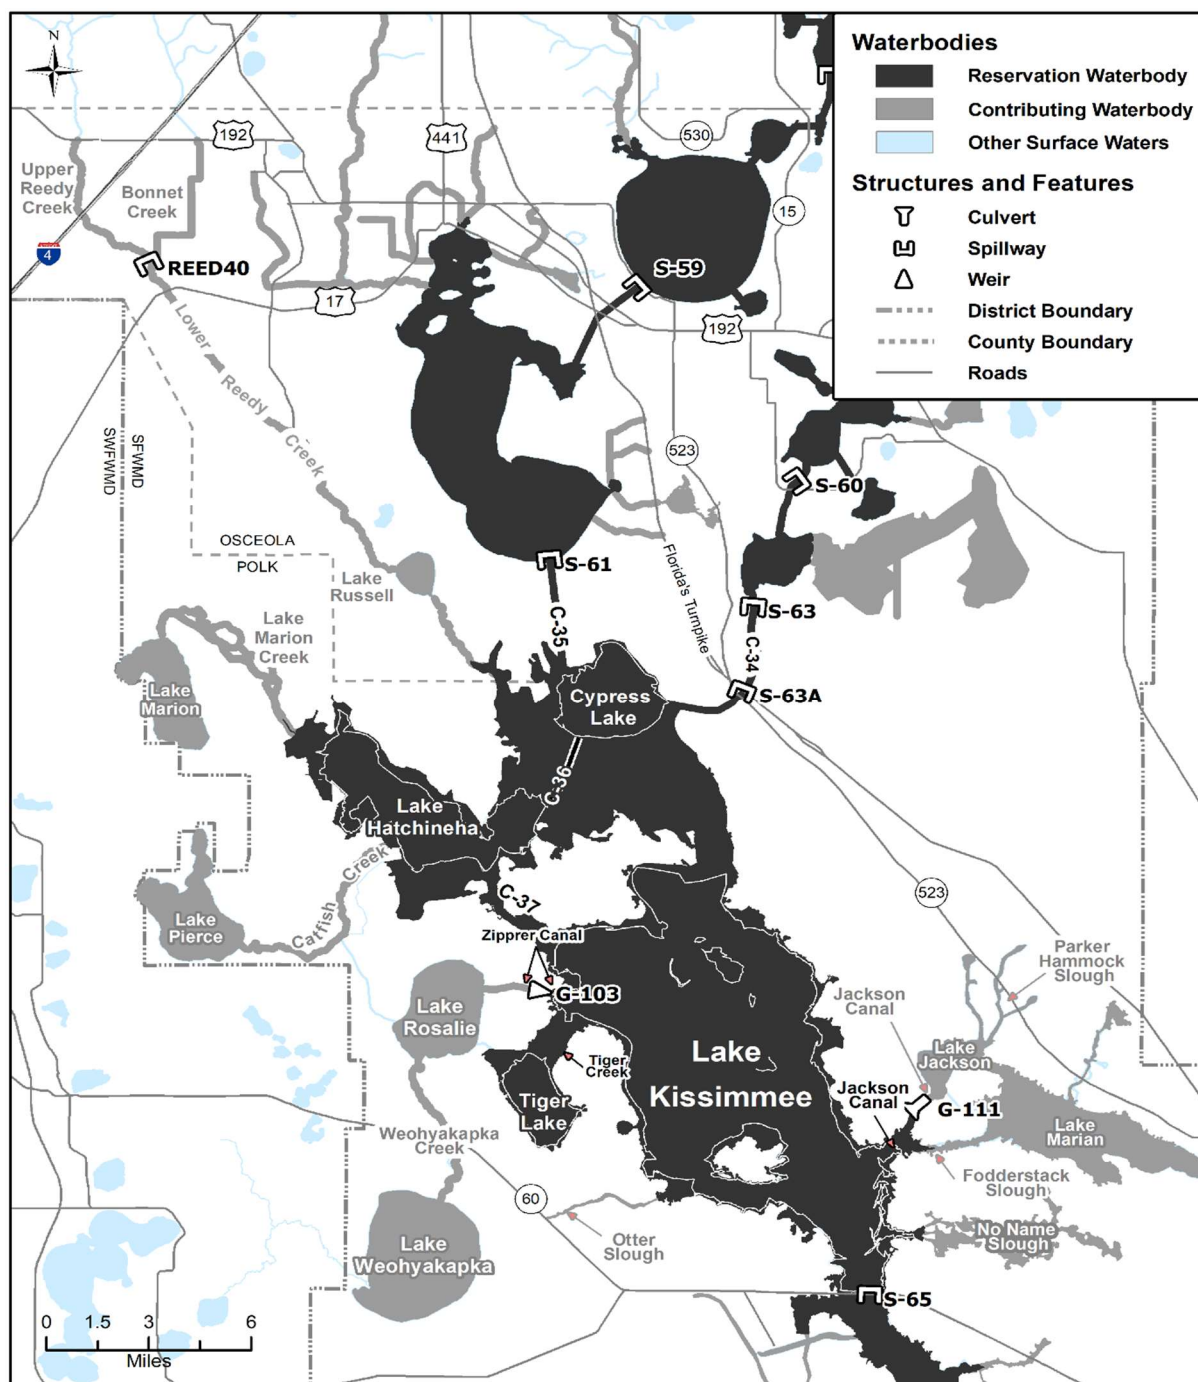 N
Waterbodies
Reservation Waterbody
Contributing Waterbody
Other Surface Waters
Structures and Features
Culvert
Spillway
Weir
District Boundary
County Boundary
Roads
192
441
530
15
Upper
Reedy
Creek
Bonnet
Creek
4
REED40
S-59
17
192
Lower Reedy Creek
523
S-60
SWFWMD
SFWMD
OSCEOLA
POLK
S-61
Florida's Turnpike
Lake
Russell
C-35
S-63
C-34
Lake
Marion
Creek
Lake
Marion
Cypress
Lake
S-63A
C-36
Lake
Hatchineha
Catfish Creek
C-37
523
Lake
Pierce
Zipprer Canal
Parker
Hammock
Slough
Lake
Rosalie
G-103
Jackson
Canal
Lake
Jackson
Tiger
Creek
Lake
Kissimmee
Jackson
Canal
G-111
Tiger
Lake
Lake
Marian
Weohyakapka
Creek
Fodderstack
Slough
60
Otter
Slough
No Name
Slough
Lake
Weohyakapka
S-65
0 1.5 3 6
Miles